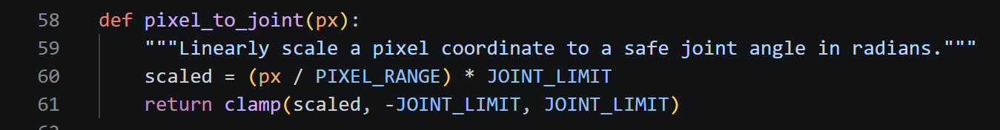 58 def pixel_to_joint(px):
59 """Linearly scale a pixel coordinate to a safe joint angle in radians."""
60 scaled = (px / PIXEL_RANGE) * JOINT_LIMIT
61 return clamp(scaled, -JOINT_LIMIT, JOINT_LIMIT)